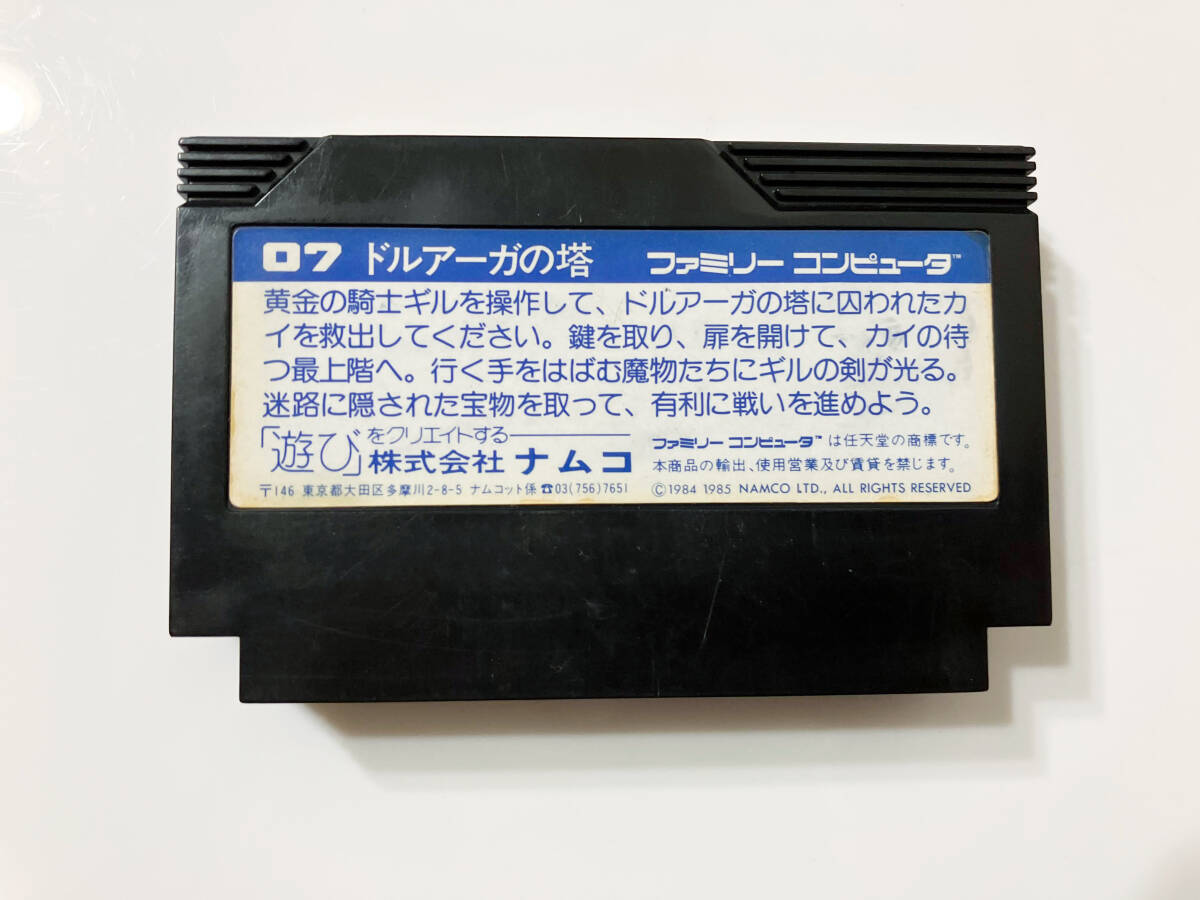 07 ドルアーガの塔 ファミリー コンピュータ™
黄金の騎士ギルを操作して、ドルアーガの塔に囚われたカ
イを救出してください。鍵を取り、扉を開けて、カイの待
つ最上階へ。行く手をはばむ魔物たちにギルの剣が光る。
迷路に隠された宝物を取って、有利に戦いを進めよう。
「遊び」をクリエイトする
株式会社 ナムコ
〒146 東京都大田区多摩川2-8-5 ナムコット係 ☎03(756)7651
ファミリー コンピュータ™ は任天堂の商標です。
本商品の輸出、使用営業及び賃貸を禁じます。
©1984 1985 NAMCO LTD., ALL RIGHTS RESERVED